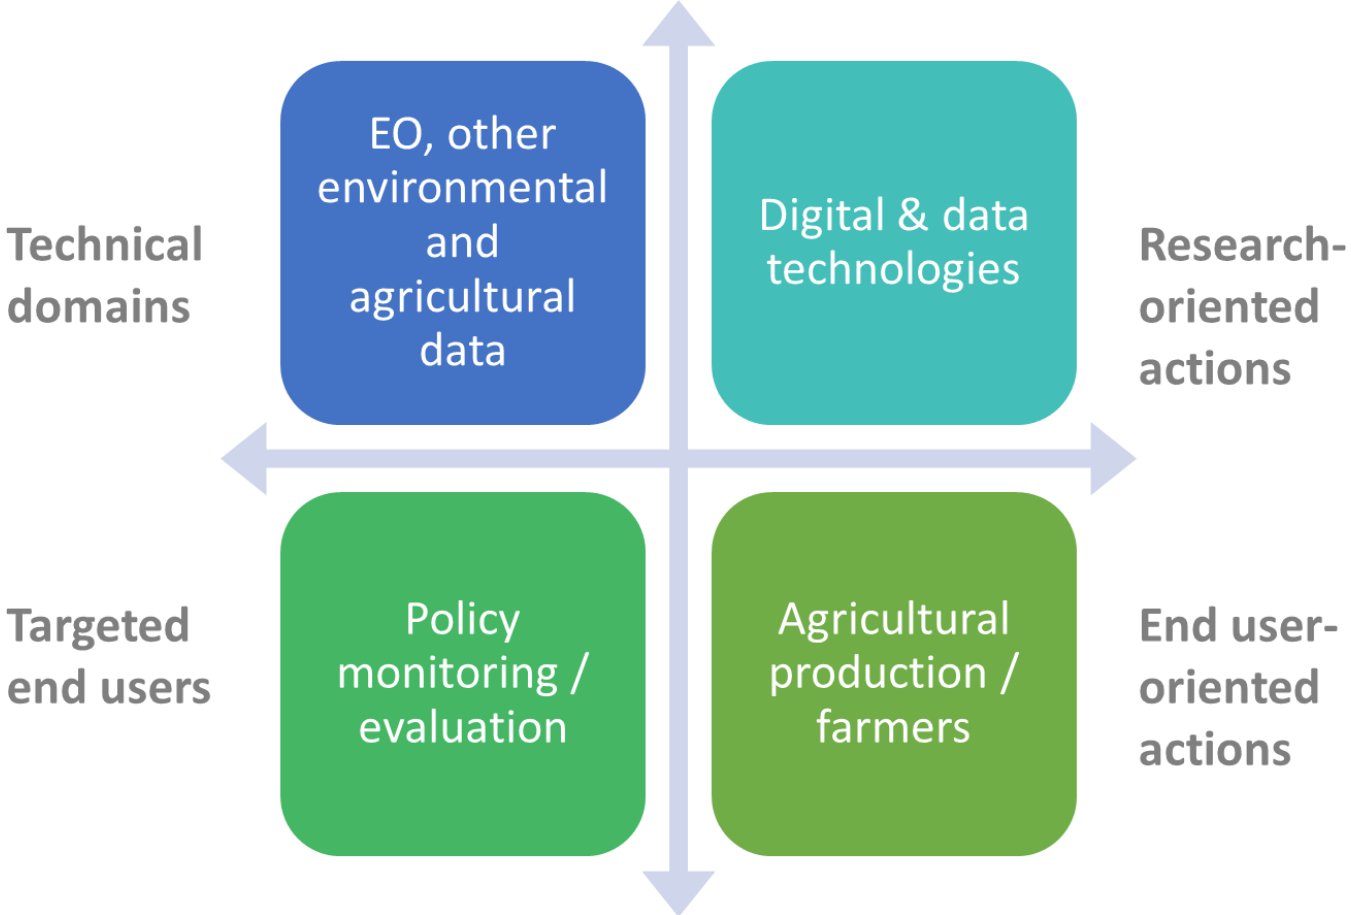 Technical
domains
EO, other
environmental
and
agricultural
data
Digital & data
technologies
Research-
oriented
actions
Targeted
end users
Policy
monitoring /
evaluation
Agricultural
production /
farmers
End user-
oriented
actions